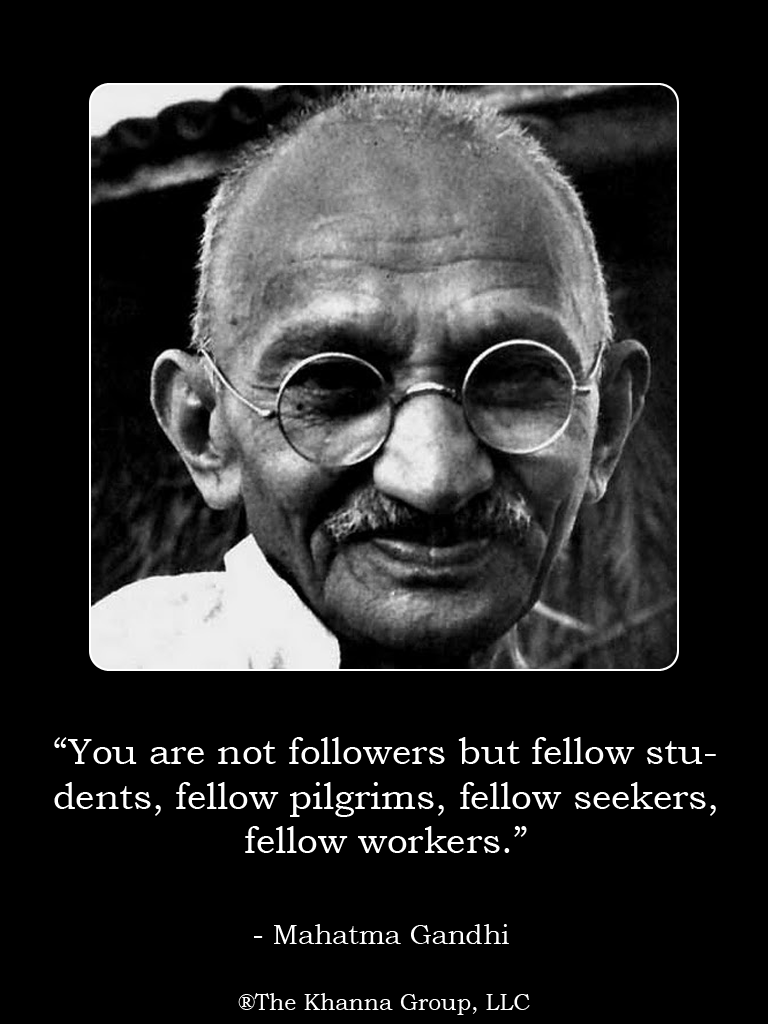 “You are not followers but fellow stu-
dents, fellow pilgrims, fellow seekers,
fellow workers.”
- Mahatma Gandhi
®The Khanna Group, LLC